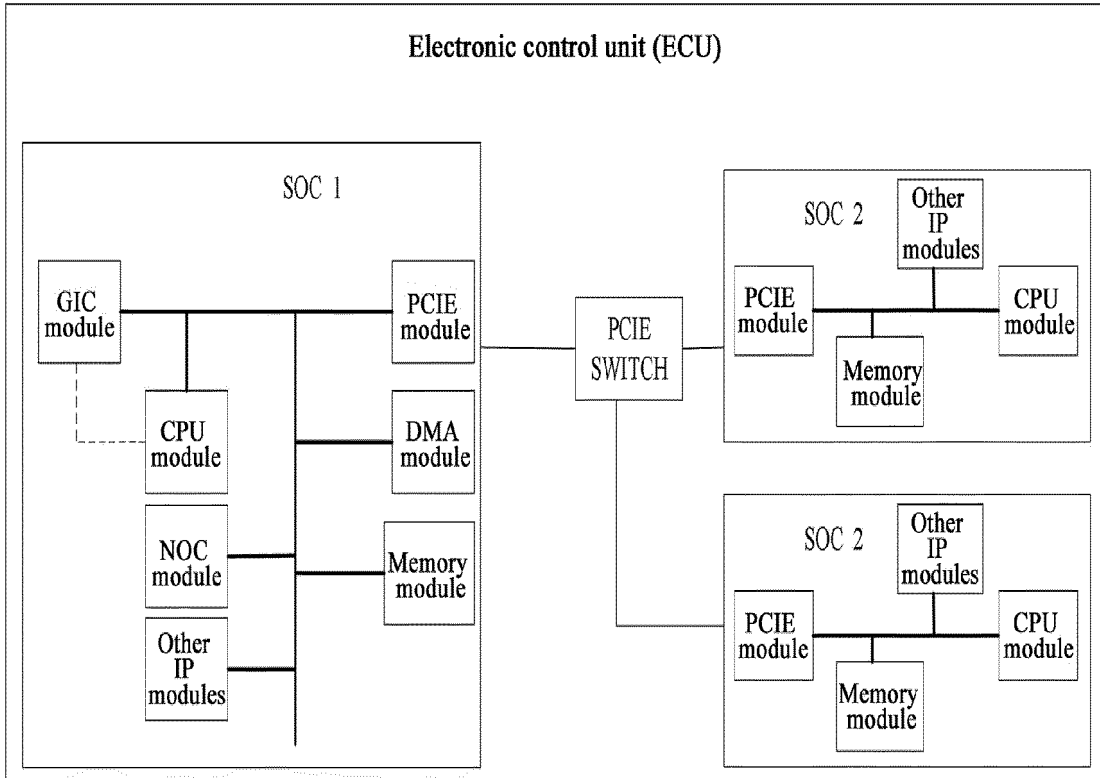 Electronic control unit (ECU)
SOC 1
GIC
module
PCIE
module
CPU
module
DMA
module
NOC
module
Memory
module
Other
IP
modules
PCIE
SWITCH
SOC 2
Other
IP
modules
PCIE
module
CPU
module
Memory
module
SOC 2
Other
IP
modules
PCIE
module
CPU
module
Memory
module